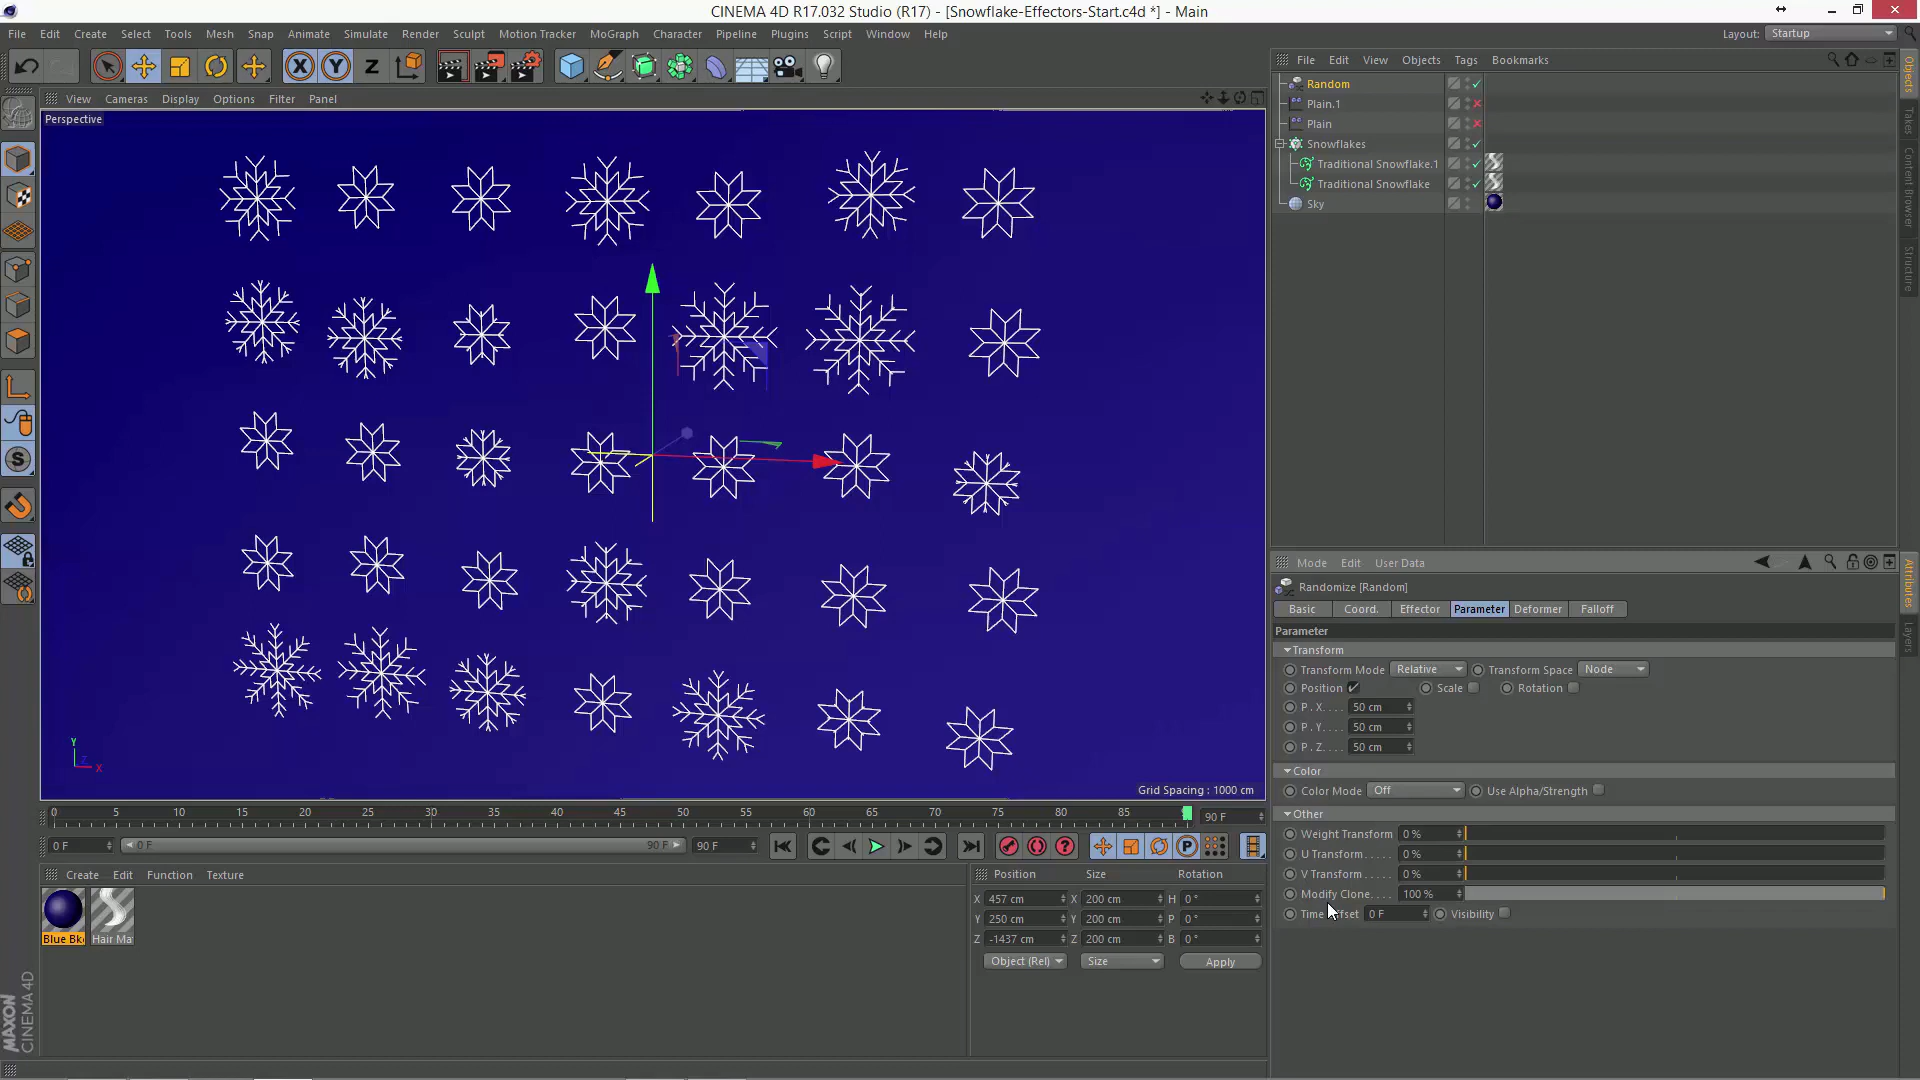 CINEMA 4D R17.032 Studio (R17) - [Snowflake-Effectors-Start.c4d *] - Main
File Edit Create Select Tools Mesh Snap Animate Simulate Render Sculpt Motion Tracker MoGraph Character Pipeline Plugins Script Window Help
Layout: Startup
X Y Z
View Cameras Display Options Filter Panel
Perspective
Y
Z
X
Grid Spacing : 1000 cm
S
File Edit View Objects Tags Bookmarks
Random
Plain.1
Plain
Snowflakes
Traditional Snowflake.1
Traditional Snowflake
Sky
Objects
Takes
Content Browser
Structure
Mode Edit User Data
Randomize [Random]
Basic Coord. Effector Parameter Deformer Falloff
Parameter
Transform
Transform Mode Relative Transform Space Node
Position Scale Rotation
P . X. . . . 50 cm
P . Y. . . . 50 cm
P . Z. . . . 50 cm
Color
Color Mode Off Use Alpha/Strength
Other
Weight Transform 0 %
U Transform . . . . . 0 %
V Transform . . . . . 0 %
Modify Clone. . . . 100 %
Time 0 F Visibility
Attributes
Layers
0 5 10 15 20 25 30 35 40 45 50 55 60 65 70 75 80 85 90 F
0 F 0 F 90 F 90 F
P
Create Edit Function Texture
Blue Bk Hair Ma
Position Size Rotation
X 457 cm X 200 cm H 0 °
Y 250 cm Y 200 cm P 0 °
Z -1437 cm Z 200 cm B 0 °
Object (Rel) Size Apply
MAXON
CINEMA 4D